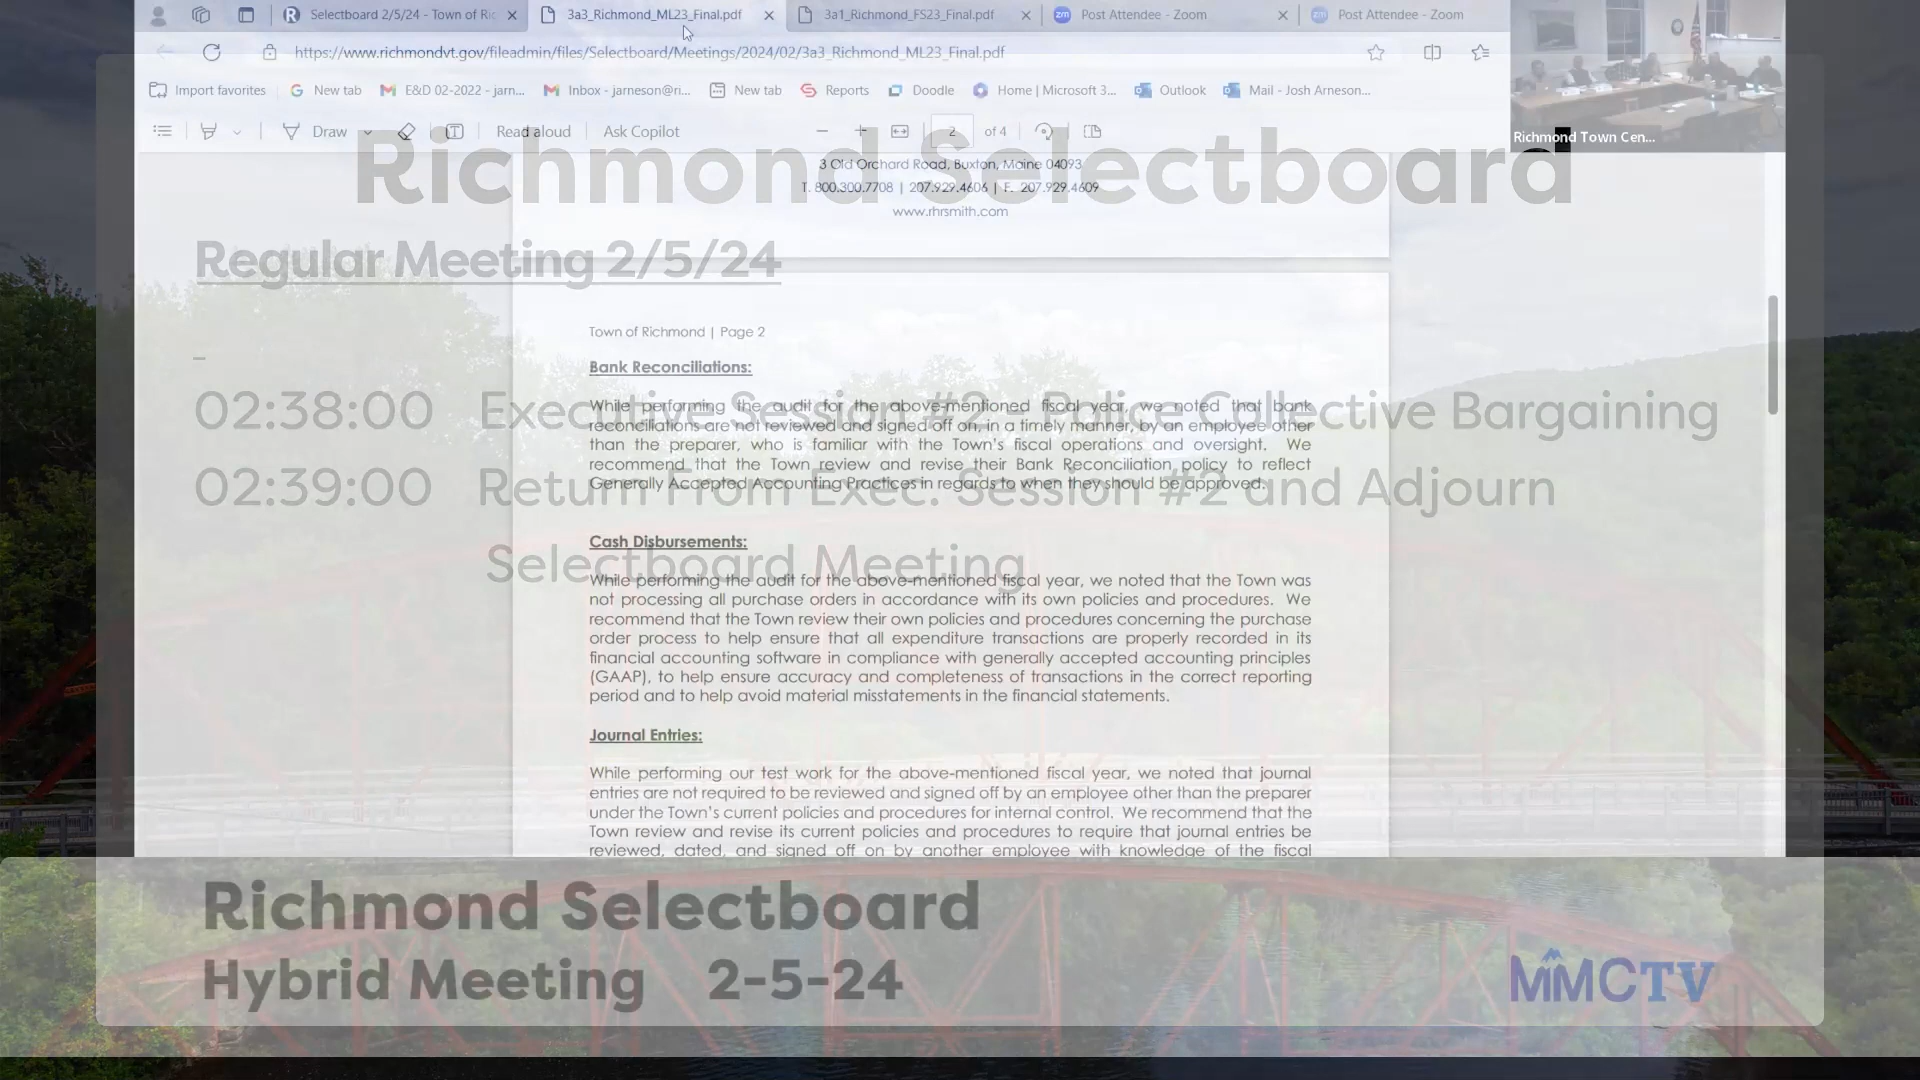 Selectboard 2/5/24 - Town of Ric
3a3_Richmond_ML23_Final.pdf
3a1_Richmond_FS23_Final.pdf
Post Attendee - Zoom
Post Attendee - Zoom
https://www.richmondvt.gov/fileadmin/files/Selectboard/Meetings/2024/02/3a3_Richmond_ML23_Final.pdf
Import favorites
New tab
E&D 02-2022 - jarn...
Inbox - jarneson@ri...
New tab
Reports
Doodle
Home | Microsoft 3...
Outlook
Mail - Josh Arneson...
Draw
Read aloud
Ask Copilot
2 of 4
Richmond Town Cen...
Richmond Selectboard
3 Old Orchard Road, Buxton, Maine 04093
T. 800.300.7708 | 207.929.4606 | F. 207.929.4609
www.rhrsmith.com
Regular Meeting 2/5/24
02:38:00 Executive Session #2 - Police Collective Bargaining
02:39:00 Return From Exec. Session #2 and Adjourn
Selectboard Meeting
Town of Richmond | Page 2
Bank Reconciliations:
While performing the audit for the above-mentioned fiscal year, we noted that bank
reconciliations are not reviewed and signed off on, in a timely manner, by an employee other
than the preparer, who is familiar with the Town's fiscal operations and oversight. We
recommend that the Town review and revise their Bank Reconciliation policy to reflect
Generally Accepted Accounting Practices in regards to when they should be approved.
Cash Disbursements:
While performing the audit for the above-mentioned fiscal year, we noted that the Town was
not processing all purchase orders in accordance with its own policies and procedures. We
recommend that the Town review their own policies and procedures concerning the purchase
order process to help ensure that all expenditure transactions are properly recorded in its
financial accounting software in compliance with generally accepted accounting principles
(GAAP), to help ensure accuracy and completeness of transactions in the correct reporting
period and to help avoid material misstatements in the financial statements.
Journal Entries:
While performing our test work for the above-mentioned fiscal year, we noted that journal
entries are not required to be reviewed and signed off by an employee other than the preparer
under the Town's current policies and procedures for internal control. We recommend that the
Town review and revise its current policies and procedures to require that journal entries be
reviewed, dated, and signed off on by another employee with knowledge of the fiscal
Richmond Selectboard
Hybrid Meeting 2-5-24
MMCTV